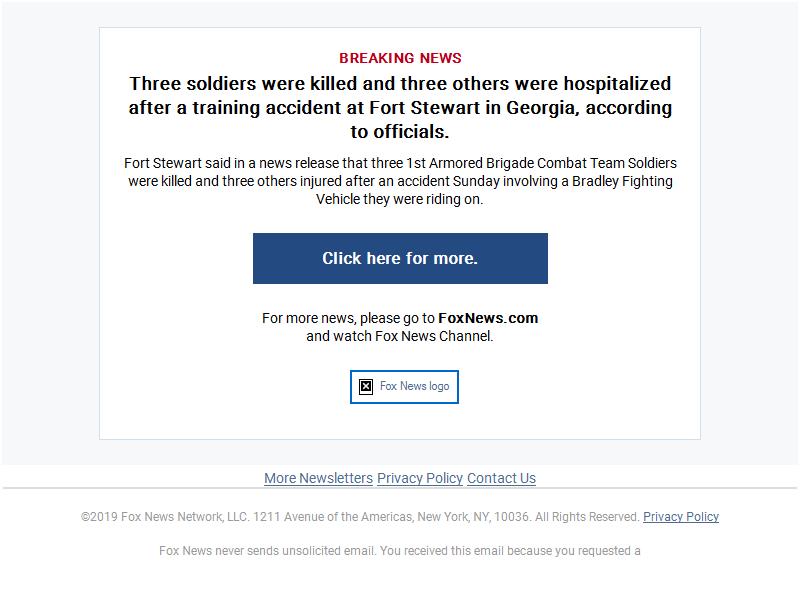 BREAKING NEWS
Three soldiers were killed and three others were hospitalized
after a training accident at Fort Stewart in Georgia, according
to officials.
Fort Stewart said in a news release that three 1st Armored Brigade Combat Team Soldiers
were killed and three others injured after an accident Sunday involving a Bradley Fighting
Vehicle they were riding on.
Click here for more.
For more news, please go to FoxNews.com
and watch Fox News Channel.
Fox News logo
More Newsletters Privacy Policy Contact Us
©2019 Fox News Network, LLC. 1211 Avenue of the Americas, New York, NY, 10036. All Rights Reserved. Privacy Policy
Fox News never sends unsolicited email. You received this email because you requested a